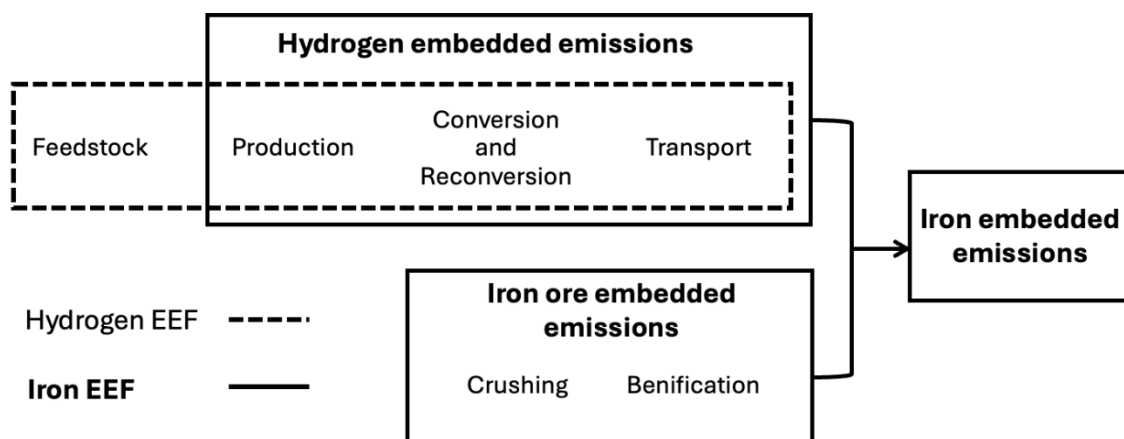 Hydrogen embedded emissions
Feedstock
Production
Conversion
and
Reconversion
Transport
Iron embedded
emissions
Iron ore embedded
emissions
Crushing
Benification
Hydrogen EEF
Iron EEF